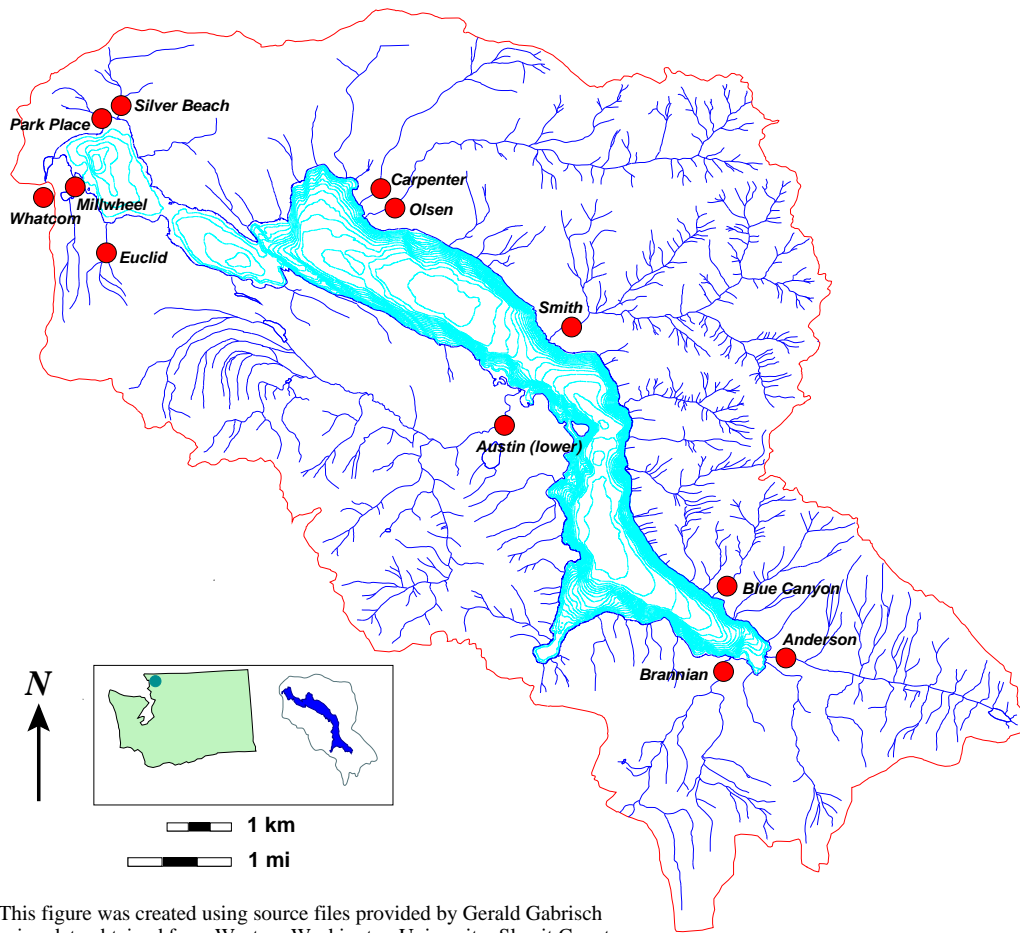 Silver Beach
Park Place
Carpenter
Millwheel
Whatcom
Olsen
Euclid
Smith
Austin (lower)
Blue Canyon
Anderson
Brannian
N
1 km
1 mi
This figure was created using source files provided by Gerald Gabrisch